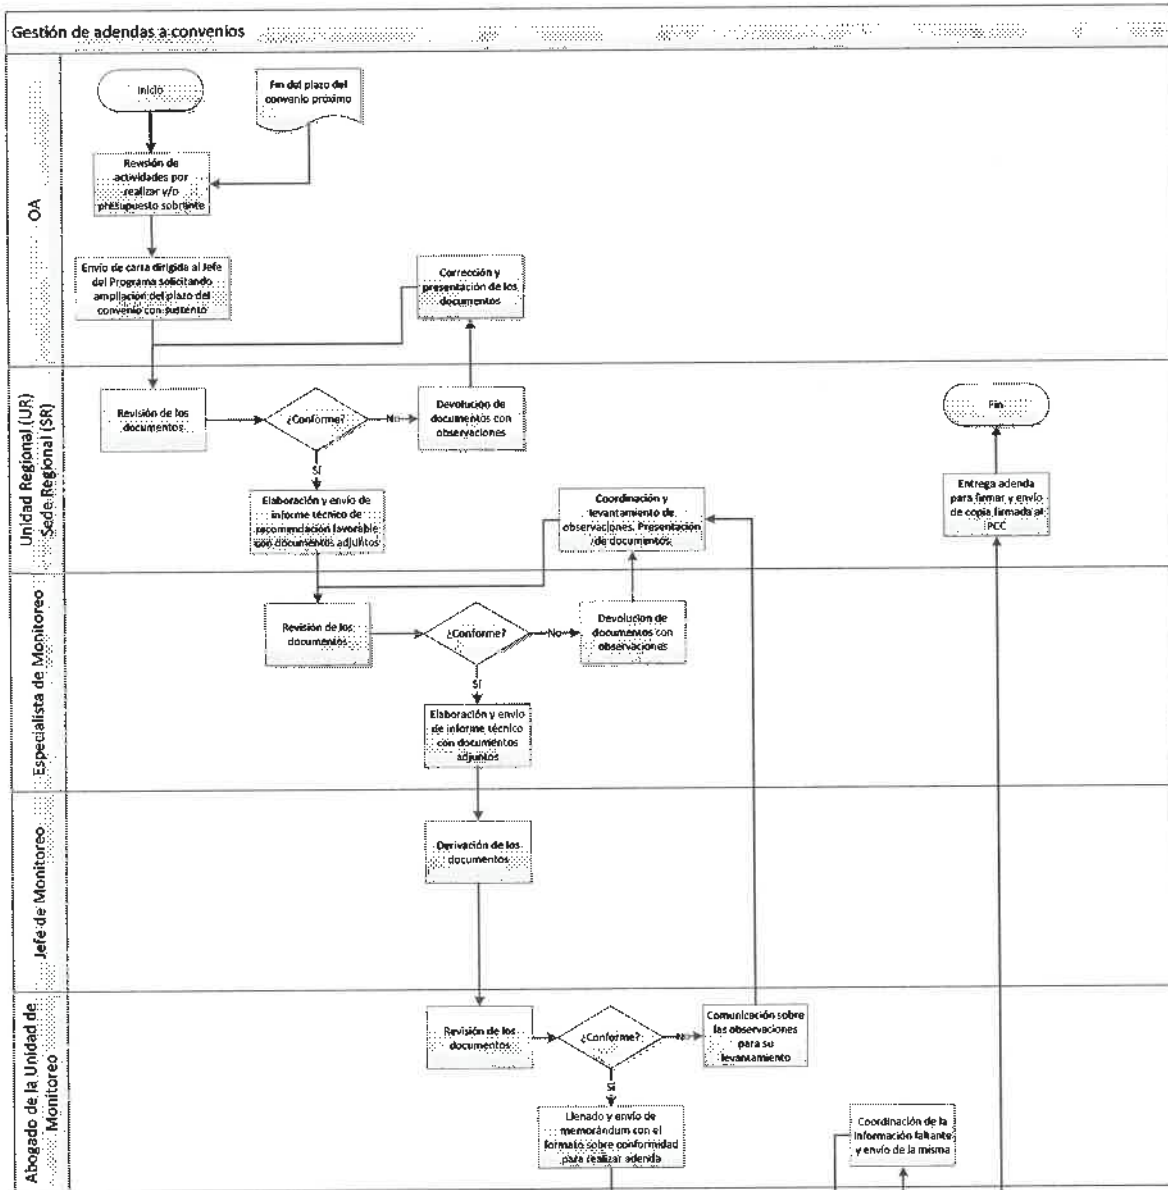 Gestión de adendas a convenios
OA
Inicio
Fin del plazo del
convenio próximo
Revisión de
actividades por
realizar y/o
presupuesto sobrante
Envío de carta dirigida al Jefe
del Programa solicitando
ampliación del plazo del
convenio con sustento
Corrección y
presentación de los
documentos
Unidad Regional (UR)
Sede Regional (SR)
Revisión de los
documentos
¿Conforme?
No
Devolución de
documentos con
observaciones
Fin
SÍ
Elaboración y envío de
informe técnico de
recomndación favorable
con documentos adjuntos
Coordinación y
levantamiento de
observaciones. Presentación
de documentos
Entrega adenda
para firmar y envío
de copia firmada al
PCC
Especialista de Monitoreo
Revisión de los
documentos
¿Conforme?
No
Devolución de
documentos con
observaciones
SÍ
Elaboración y envío
de informe técnico
con documentos
adjuntos
Jefe de Monitoreo
Derivación de los
documentos
Abogado de la Unidad de
Monitoreo
Revisión de los
documentos
¿Conforme?
No
Comunicación sobre
las observaciones
para su
levantamiento
SÍ
Llenado y envío de
memorándum con el
formato sobre conformidad
para realizar adenda
Coordinación de la
información faltante
y envío de la misma